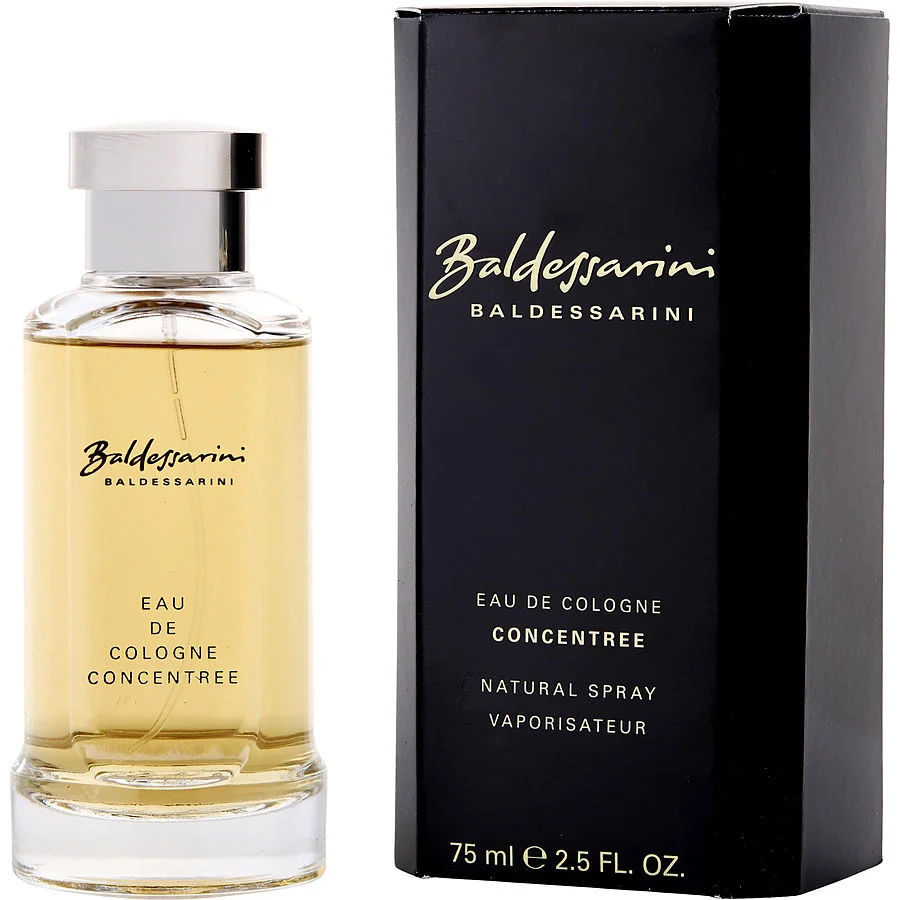 Baldessarini
BALDESSARINI
EAU
DE
COLOGNE
CONCENTREE
Baldessarini
BALDESSARINI
EAU DE COLOGNE
CONCENTREE
NATURAL SPRAY
VAPORISATEUR
75 ml ℮ 2.5 FL. OZ.